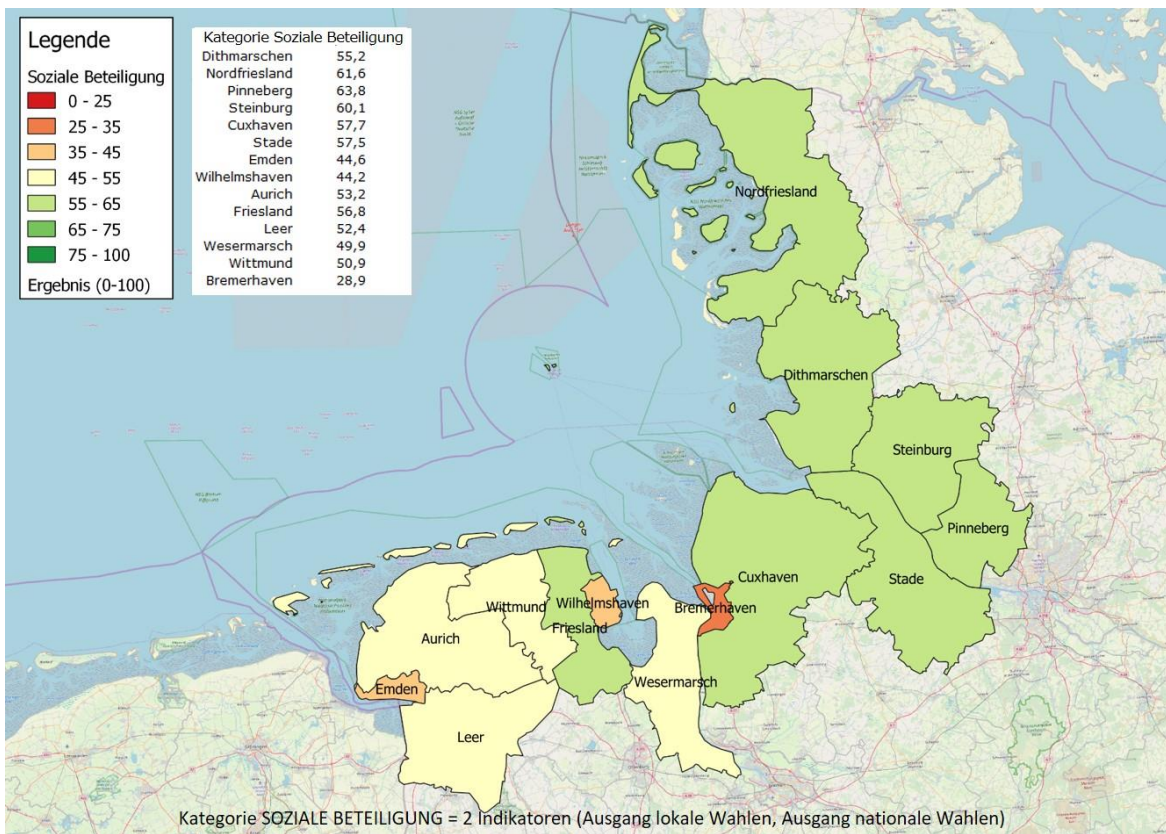 Legende
Soziale Beteiligung
0 - 25
25 - 35
35 - 45
45 - 55
55 - 65
65 - 75
75 - 100
Ergebnis (0-100)
Kategorie Soziale Beteiligung
Dithmarschen 55,2
Nordfriesland 61,6
Pinneberg 63,8
Steinburg 60,1
Cuxhaven 57,7
Stade 57,5
Emden 44,6
Wilhelmshaven 44,2
Aurich 53,2
Friesland 56,8
Leer 52,4
Wesermarsch 49,9
Wittmund 50,9
Bremerhaven 28,9
Nordfriesland
Dithmarschen
Steinburg
Pinneberg
Cuxhaven
Stade
Wilhelmshaven
Bremerhaven
Wittmund
Friesland
Aurich
Wesermarsch
Emden
Leer
Kategorie SOZIALE BETEILIGUNG = 2 Indikatoren (Ausgang lokale Wahlen, Ausgang nationale Wahlen)